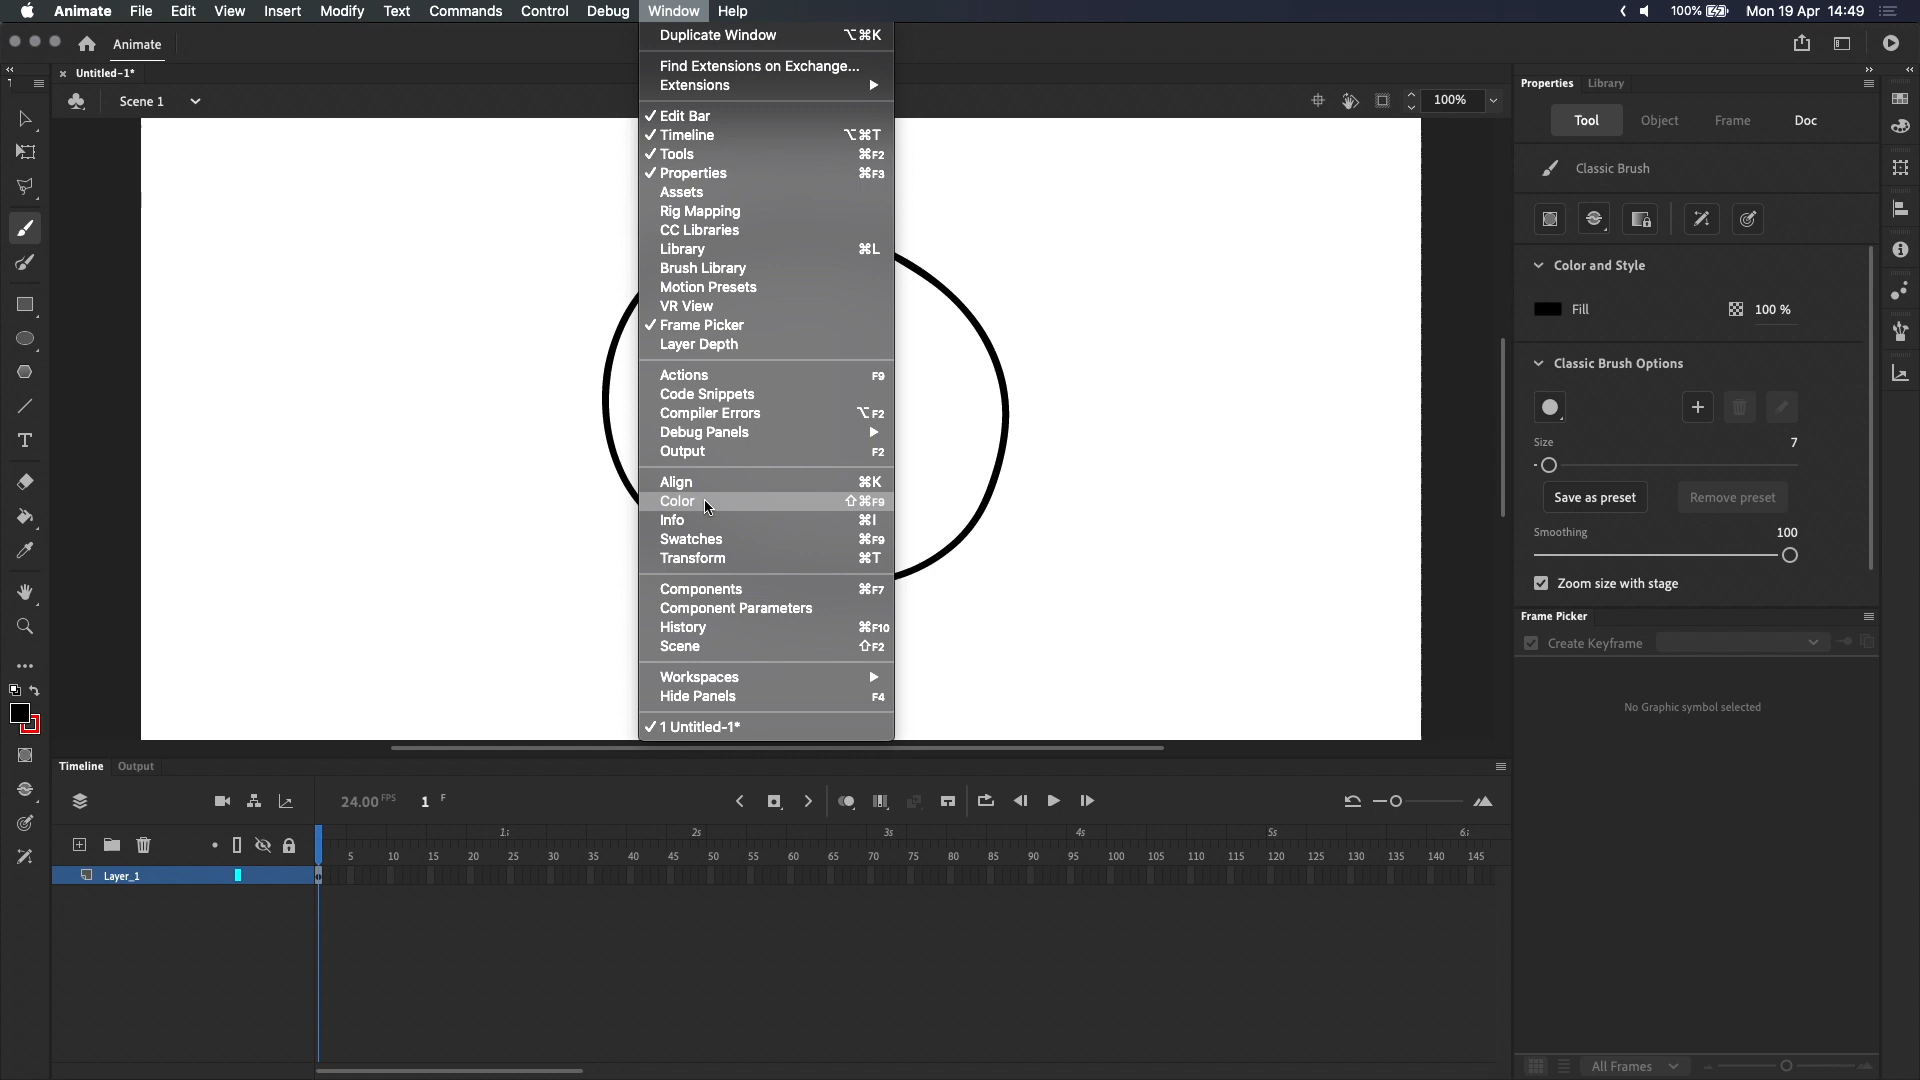 Animate File Edit View Insert Modify Text Commands Control Debug Window Help 100% Mon 19 Apr 14:49
Animate
Untitled-1*
Scene 1
100%
Duplicate Window ⌥⌘K
Find Extensions on Exchange...
Extensions
✓ Edit Bar
✓ Timeline ⌥⌘T
✓ Tools ⌘F2
✓ Properties ⌘F3
Assets
Rig Mapping
CC Libraries
Library ⌘L
Brush Library
Motion Presets
VR View
✓ Frame Picker
Layer Depth
Actions F9
Code Snippets
Compiler Errors ⌥F2
Debug Panels
Output F2
Align ⌘K
Color ⇧⌘F9
Info ⌘I
Swatches ⌘F9
Transform ⌘T
Components ⌘F7
Component Parameters
History ⌘F10
Scene ⇧F2
Workspaces
Hide Panels F4
✓ 1 Untitled-1*
Properties Library
Tool Object Frame Doc
Classic Brush
Color and Style
Fill 100 %
Classic Brush Options
Size 7
Save as preset Remove preset
Smoothing 100
Zoom size with stage
Frame Picker
Create Keyframe
No Graphic symbol selected
All Frames
Timeline Output
24.00 FPS 1 F
2s 3s 4s 5s
5 10 15 20 25 30 35 40 45 50 55 60 65 70 75 80 85 90 95 100 105 110 115 120 125 130 135 140 145
Layer_1